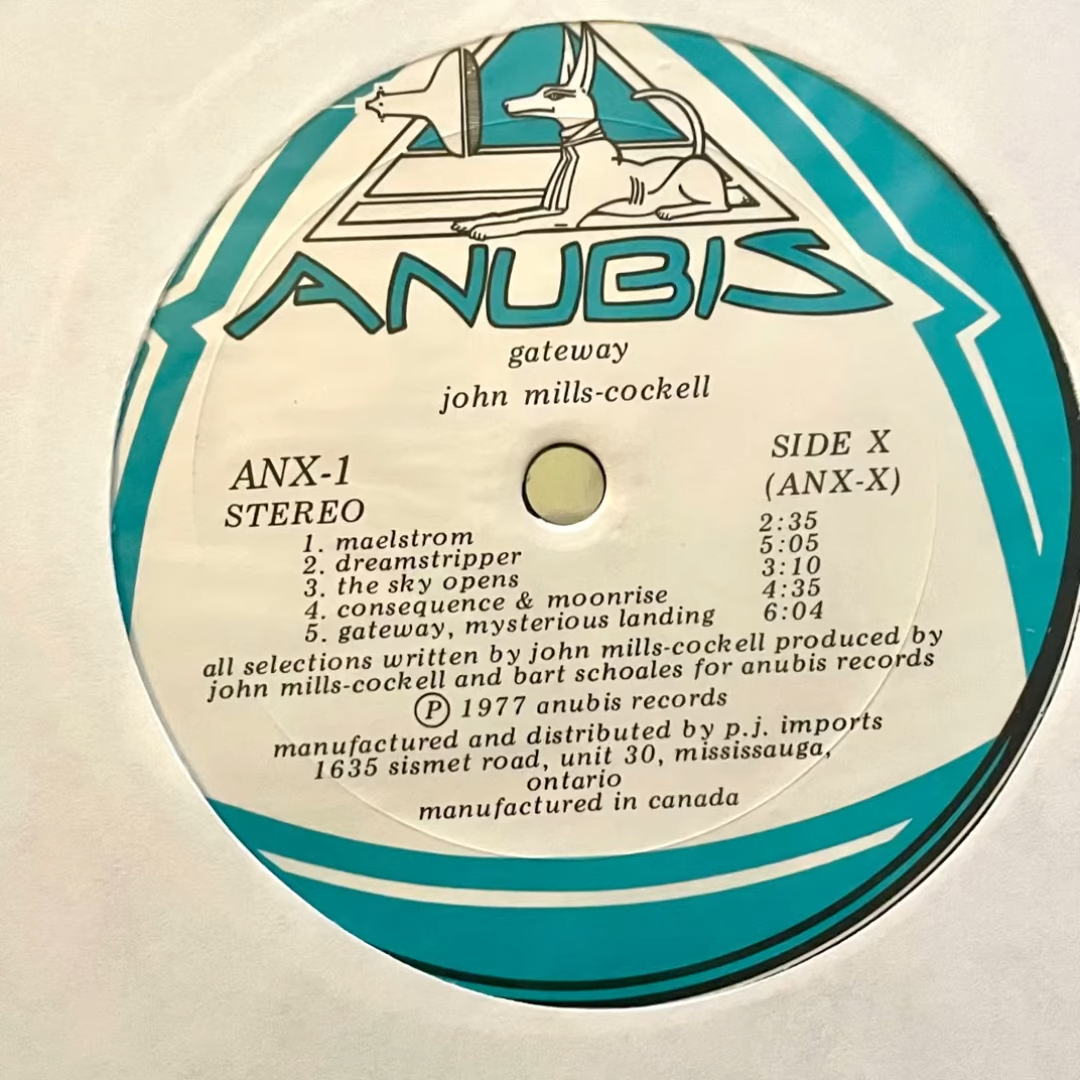 ANUBIS
gateway
john mills-cockell
ANX-1
STEREO
SIDE X
(ANX-X)
1. maelstrom 2:35
2. dreamstripper 5:05
3. the sky opens 3:10
4. consequence & moonrise 4:35
5. gateway, mysterious landing 6:04
all selections written by john mills-cockell produced by
john mills-cockell and bart schoales for anubis records
℗ 1977 anubis records
manufactured and distributed by p.j. imports
1635 sismet road, unit 30, mississauga,
ontario
manufactured in canada